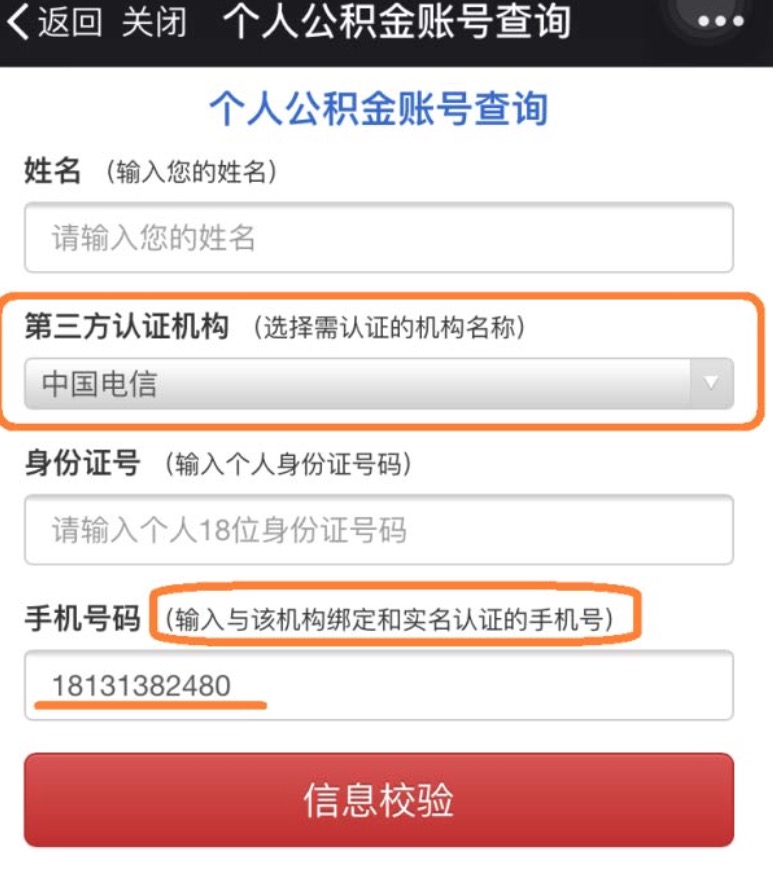 返回 关闭 个人公积金账号查询
个人公积金账号查询
姓名 (输入您的姓名)
请输入您的姓名
第三方认证机构 (选择需认证的机构名称)
中国电信
身份证号 (输入个人身份证号码)
请输入个人18位身份证号码
手机号码 (输入与该机构绑定和实名认证的手机号)
18131382480
信息校验